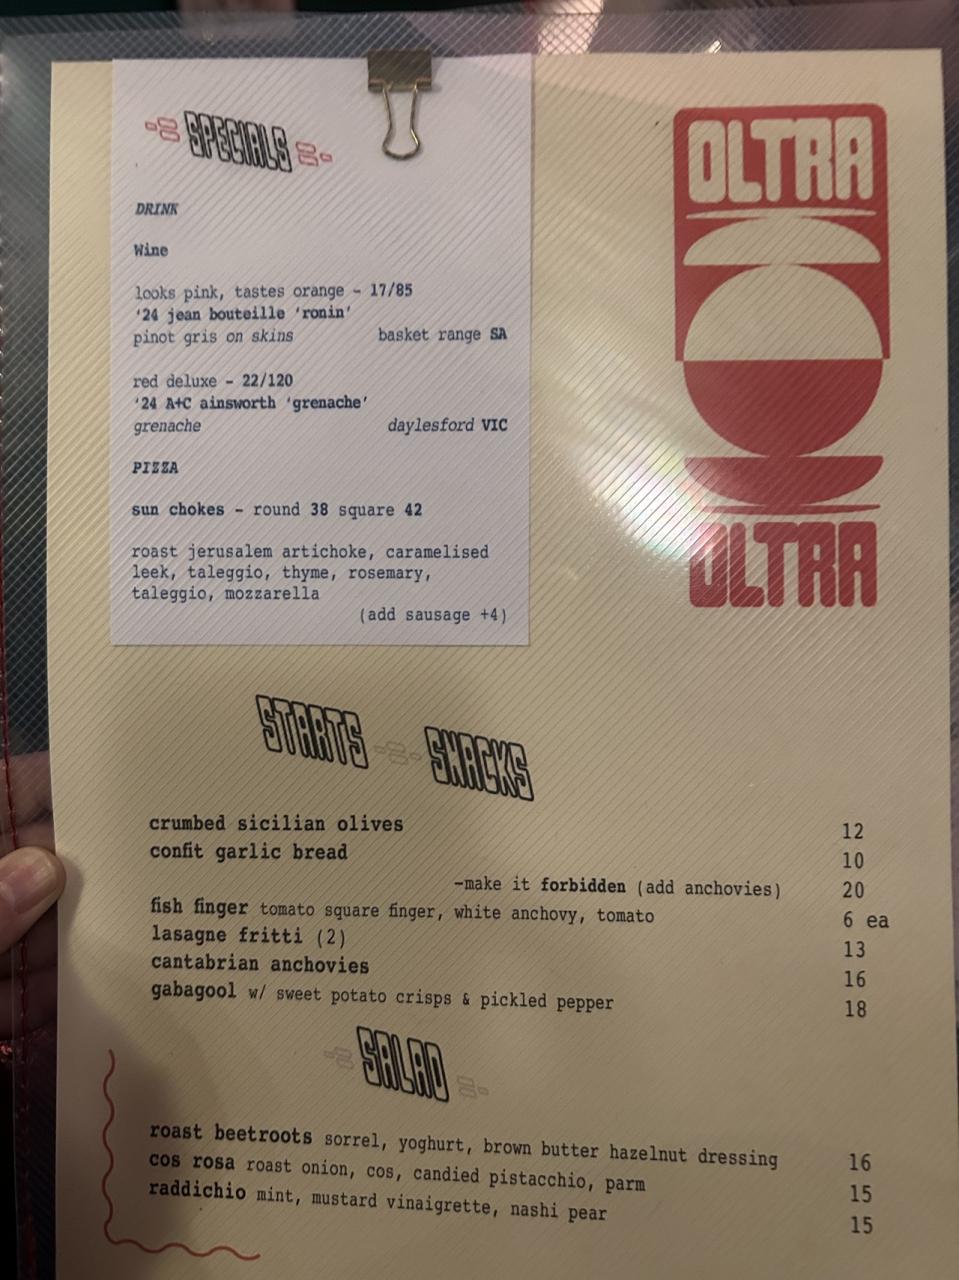 SPECIALS
DRINK
Wine
looks pink, tastes orange - 17/85
'24 jean bouteille 'ronin'
pinot gris on skins basket range SA
red deluxe - 22/120
'24 A+C ainsworth 'grenache'
grenache daylesford VIC
PIZZA
sun chokes - round 38 square 42
roast jerusalem artichoke, caramelised
leek, taleggio, thyme, rosemary,
taleggio, mozzarella
(add sausage +4)
OLTRA
OLTRA
STARTS SNACKS
crumbed sicilian olives 12
confit garlic bread 10
-make it forbidden (add anchovies) 20
fish finger tomato square finger, white anchovy, tomato 6 ea
lasagne fritti (2) 13
cantabrian anchovies 16
gabagool w/ sweet potato crisps & pickled pepper 18
SALAD
roast beetroots sorrel, yoghurt, brown butter hazelnut dressing 16
cos rosa roast onion, cos, candied pistacchio, parm 15
raddichio mint, mustard vinaigrette, nashi pear 15